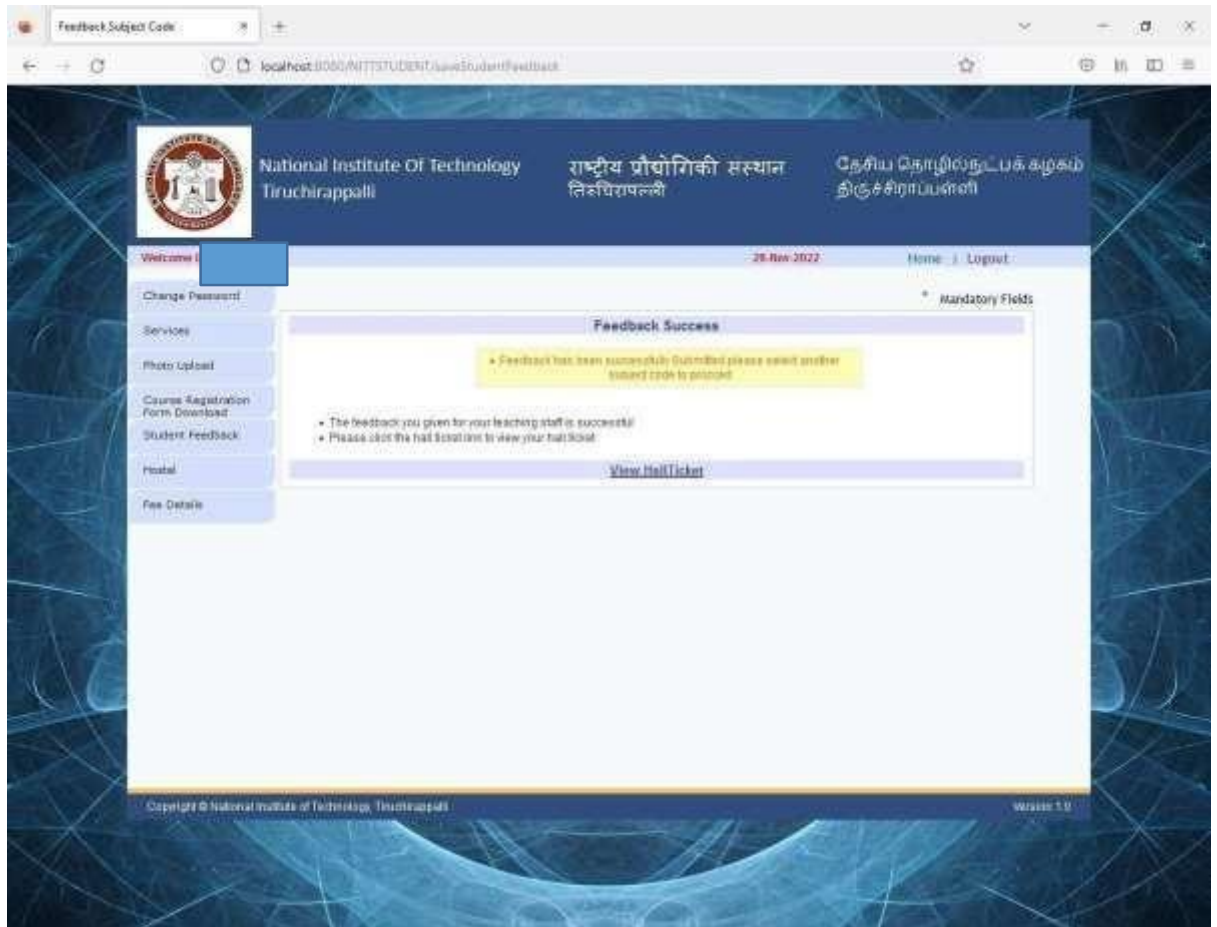 Feedback Subject Code
localhost:8080/NITTSTUDENT/saveStudentFeedback
National Institute Of Technology
Tiruchirappalli
राष्ट्रीय प्रौद्योगिकी संस्थान
तिरुचिरापल्ली
தேசிய தொழில்நுட்பக் கழகம்
திருச்சிராப்பள்ளி
Welcome
28-Nov-2022
Home | Logout
* Mandatory Fields
Change Password
Services
Photo Upload
Course Registration
Form Download
Student Feedback
Hostel
Fee Details
Feedback Success
• Feedback has been successfully Submitted please select another
subject code to proceed
• The feedback you given for your teaching staff is successful
• Please click the hall ticket link to view your hall ticket
View HallTicket
Copyright © National Institute of Technology, Tiruchirappalli
Version 1.0